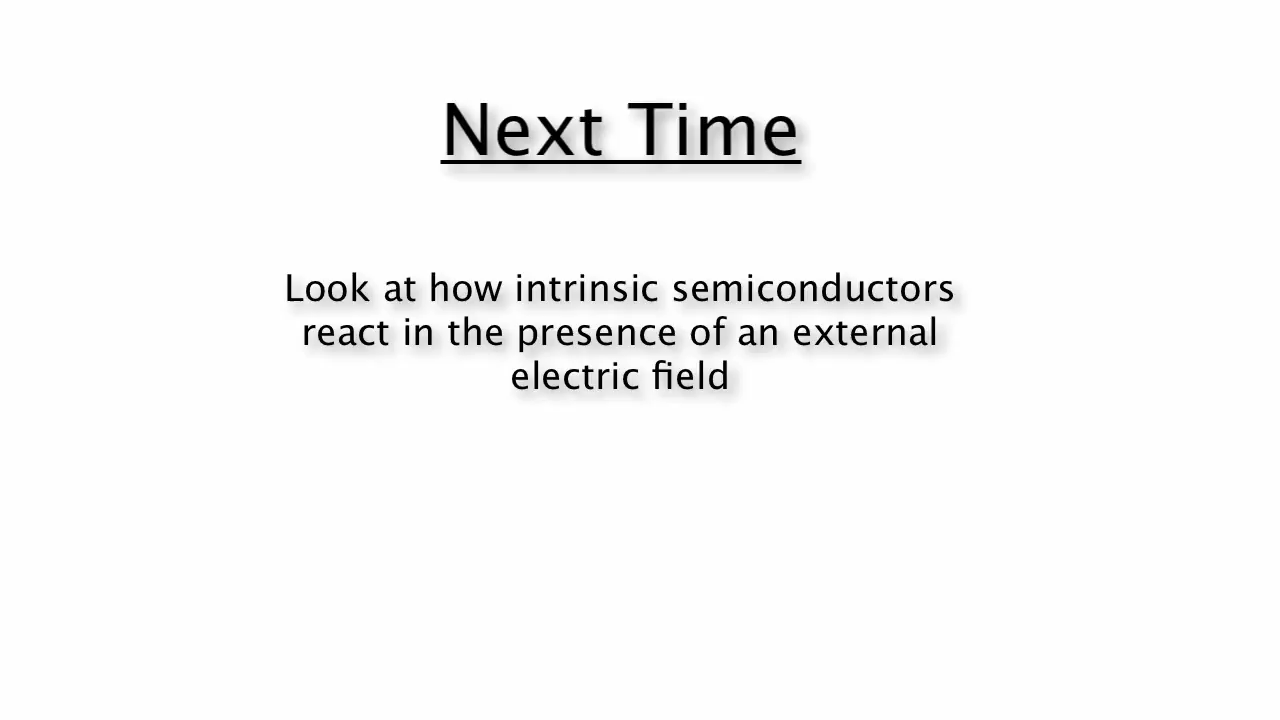 Next Time
Look at how intrinsic semiconductors
react in the presence of an external
electric field